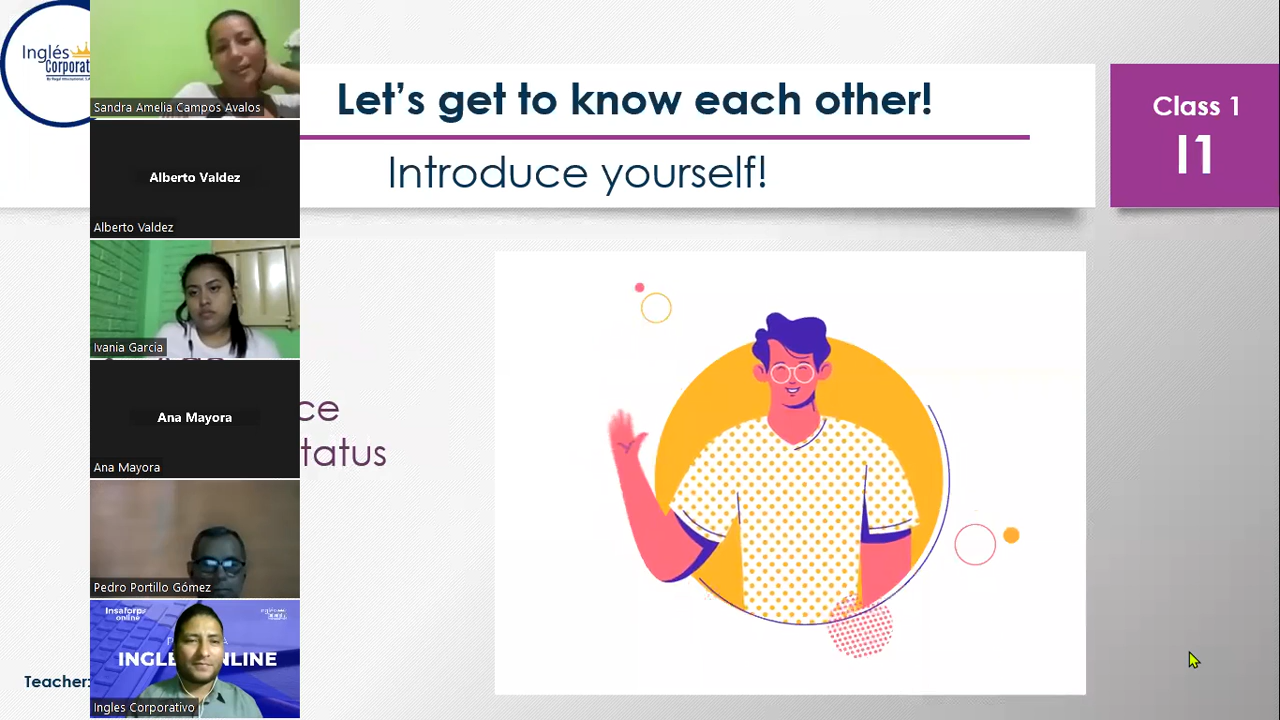 Inglés
Corporat
Sandra Amelia Campos Avalos
Alberto Valdez
Alberto Valdez
Ivania Garcia
Ana Mayora
Ana Mayora
Pedro Portillo Gómez
Insaforp
online
INGL
NLINE
Ingles Corporativo
Let's get to know each other!
Introduce yourself!
Class 1
I1
ce
tatus
Teacher: